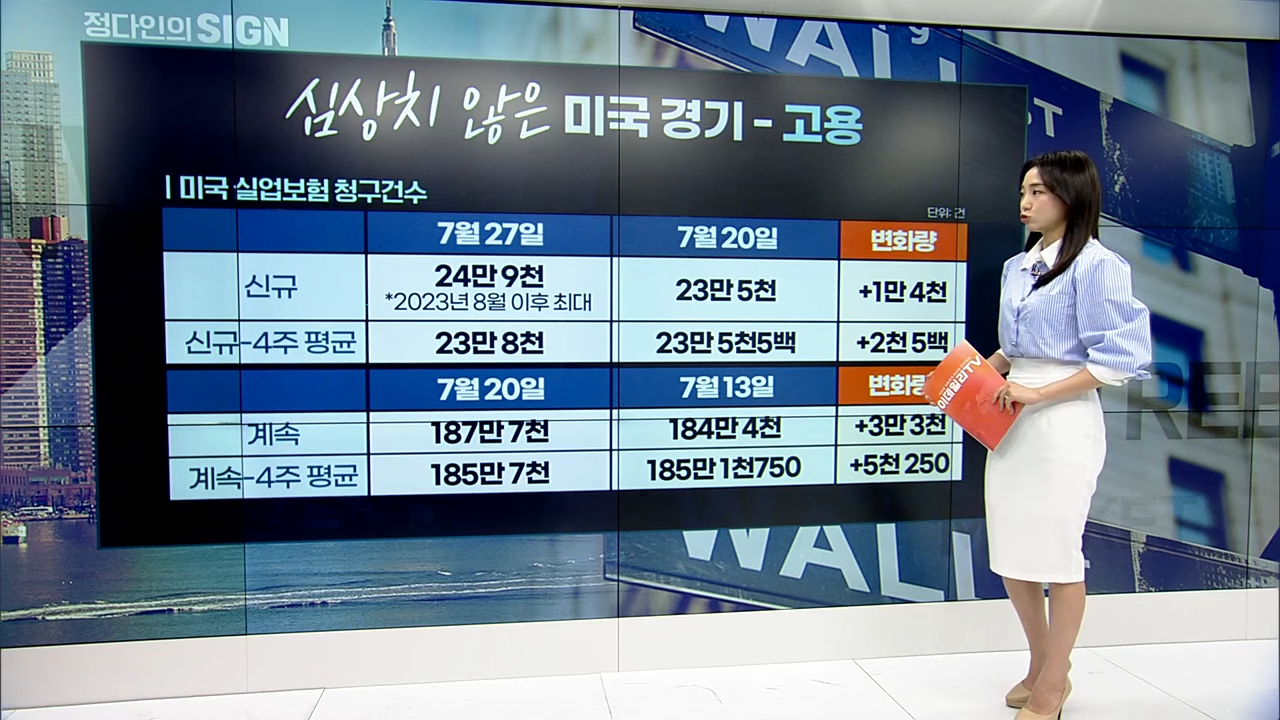 정다인의 SIGN
심상치 않은 미국 경기 - 고용
미국 실업보험 청구건수
단위: 건
7월 27일 7월 20일 변화량
신규 24만 9천 *2023년 8월 이후 최대 23만 5천 +1만 4천
신규-4주 평균 23만 8천 23만 5천5백 +2천 5백
7월 20일 7월 13일 변화량
계속 187만 7천 184만 4천 +3만 3천
계속-4주 평균 185만 7천 185만 1천750 +5천 250
이데일리TV
WALL
WALL